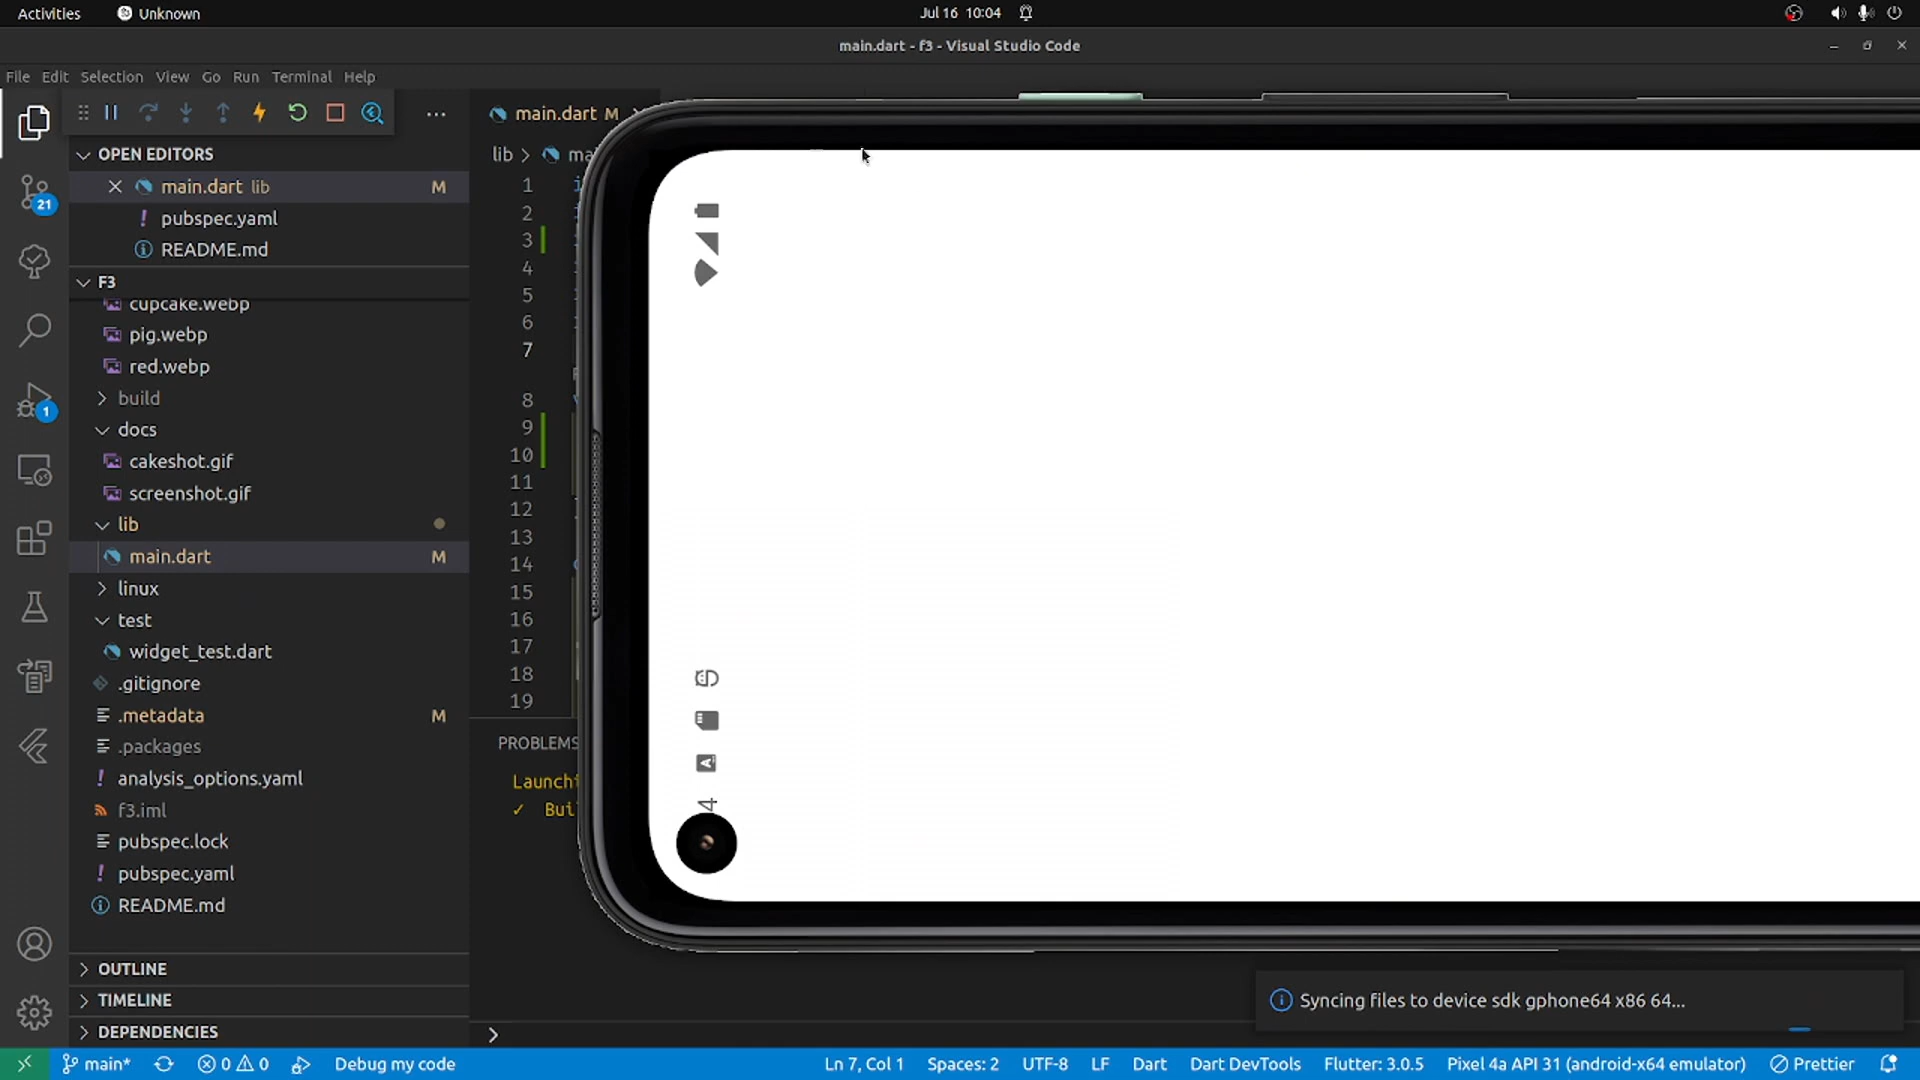 Activities Unknown Jul 16 10:04
main.dart - f3 - Visual Studio Code
File Edit Selection View Go Run Terminal Help
main.dart M
OPEN EDITORS
lib >
main.dart lib M
pubspec.yaml
README.md
F3
cupcake.webp
pig.webp
red.webp
build
docs
cakeshot.gif
screenshot.gif
lib
main.dart M
linux
test
widget_test.dart
.gitignore
.metadata M
.packages
analysis_options.yaml
f3.iml
pubspec.lock
pubspec.yaml
README.md
OUTLINE
TIMELINE
DEPENDENCIES
21
1
1
2
3
4
5
6
7
8
9
10
11
12
13
14
15
16
17
18
19
PROBLEMS
4
A
Syncing files to device sdk gphone64 x86 64...
main* 0 0 Debug my code Ln 7, Col 1 Spaces: 2 UTF-8 LF Dart Dart DevTools Flutter: 3.0.5 Pixel 4a API 31 (android-x64 emulator) Prettier